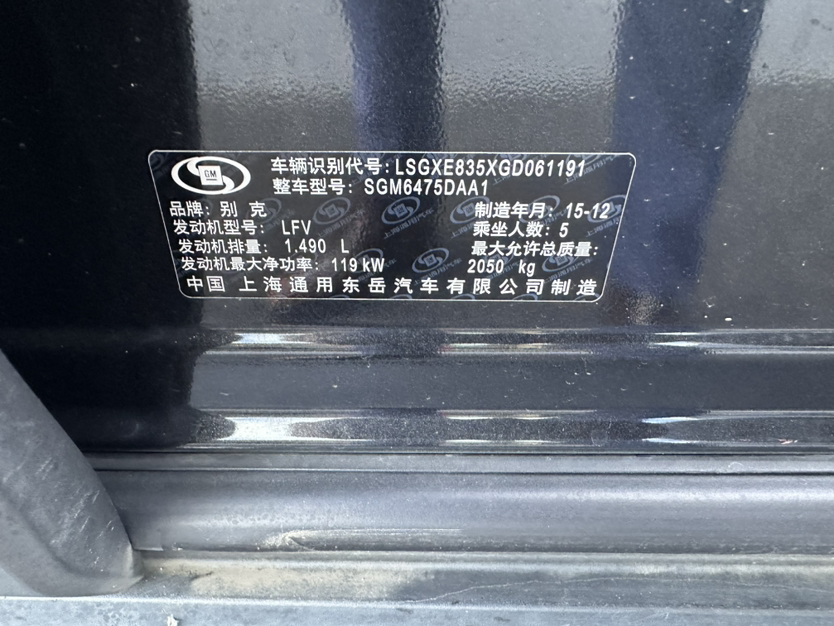 GM
车辆识别代号:LSGXE835XGD061191
整车型号: SGM6475DAA1
品牌: 别 克
制造年月: 15-12
发动机型号: LFV
乘坐人数: 5
发动机排量: 1.490 L
最大允许总质量:
发动机最大净功率: 119 kW
2050 kg
中国 上海通用东岳汽车有限公司制造